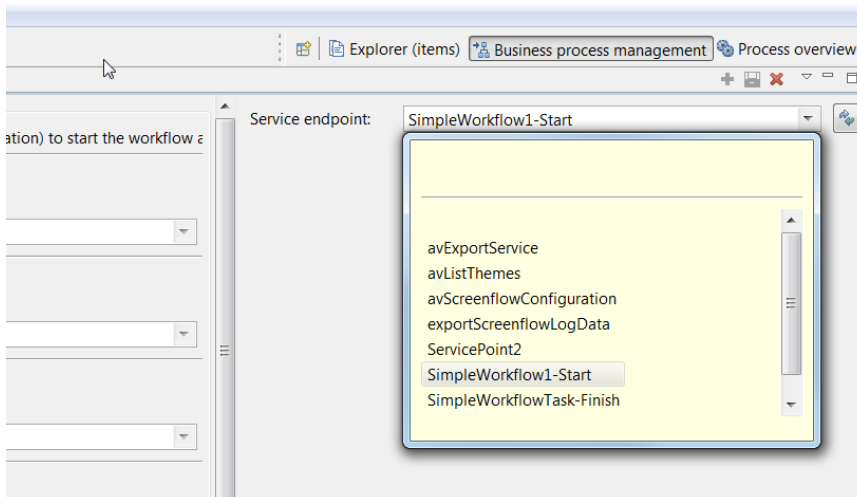 Explorer (items) Business process management Process overview
Service endpoint: SimpleWorkflow1-Start
ation) to start the workflow a
avExportService
avListThemes
avScreenflowConfiguration
exportScreenflowLogData
ServicePoint2
SimpleWorkflow1-Start
SimpleWorkflowTask-Finish